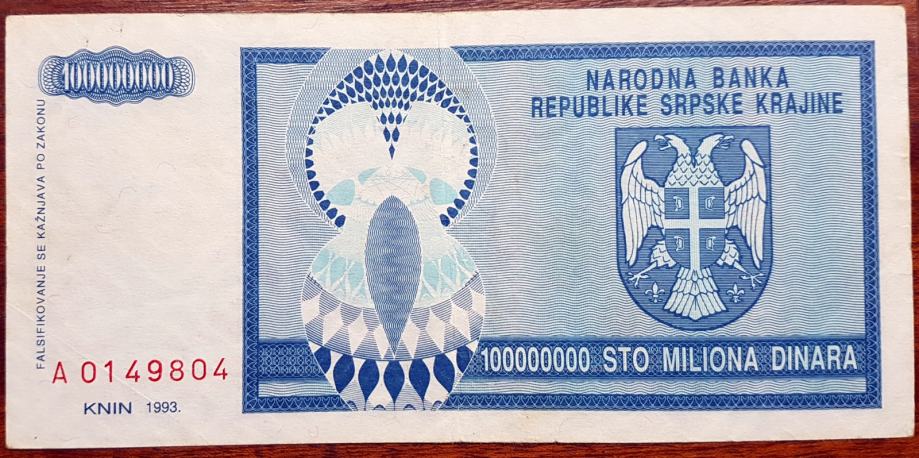 100000000
NARODNA BANKA
REPUBLIKE SRPSKE KRAJINE
FALSIFIKOVANJE SE KAŽNJAVA PO ZAKONU
100000000 STO MILIONA DINARA
A 0149804
KNIN 1993.